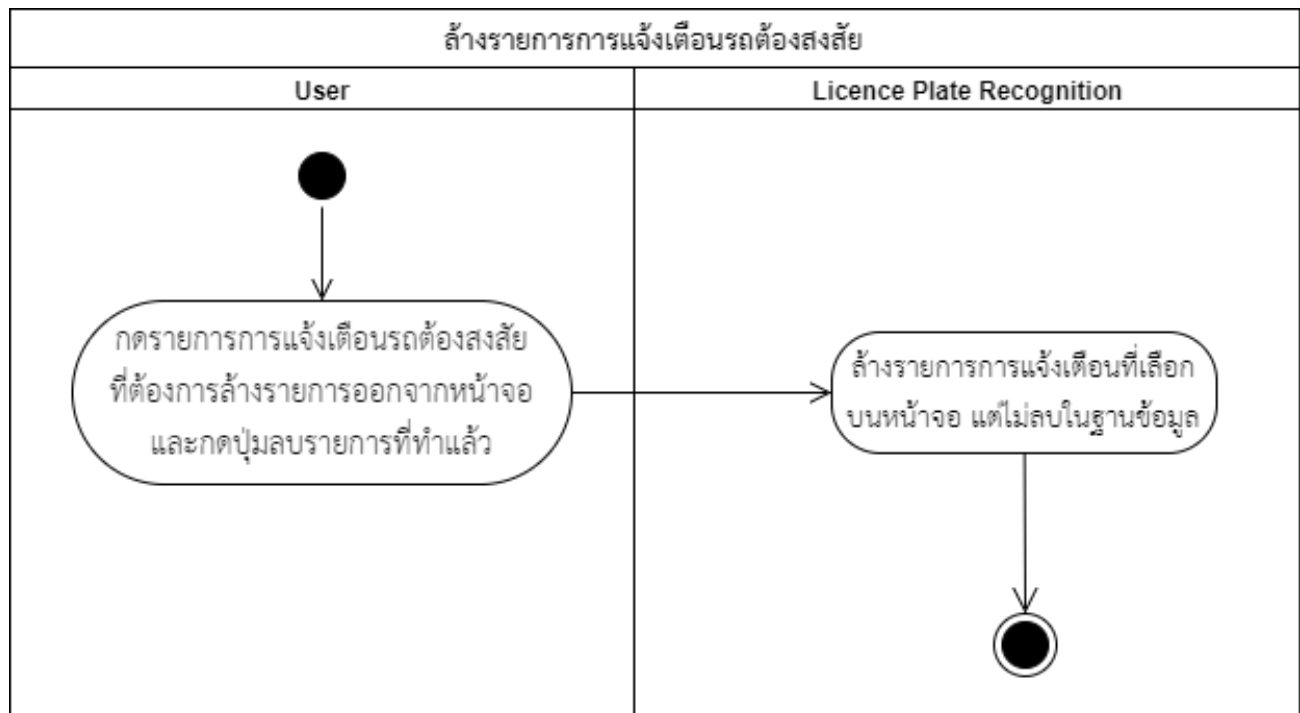 ล้างรายการการแจ้งเตือนรถต้องสงสัย
User
Licence Plate Recognition
กดรายการการแจ้งเตือนรถต้องสงสัย
ที่ต้องการล้างรายการออกจากหน้าจอ
และกดปุ่มลบรายการที่ทำแล้ว
ล้างรายการการแจ้งเตือนที่เลือก
บนหน้าจอ แต่ไม่ลบในฐานข้อมูล